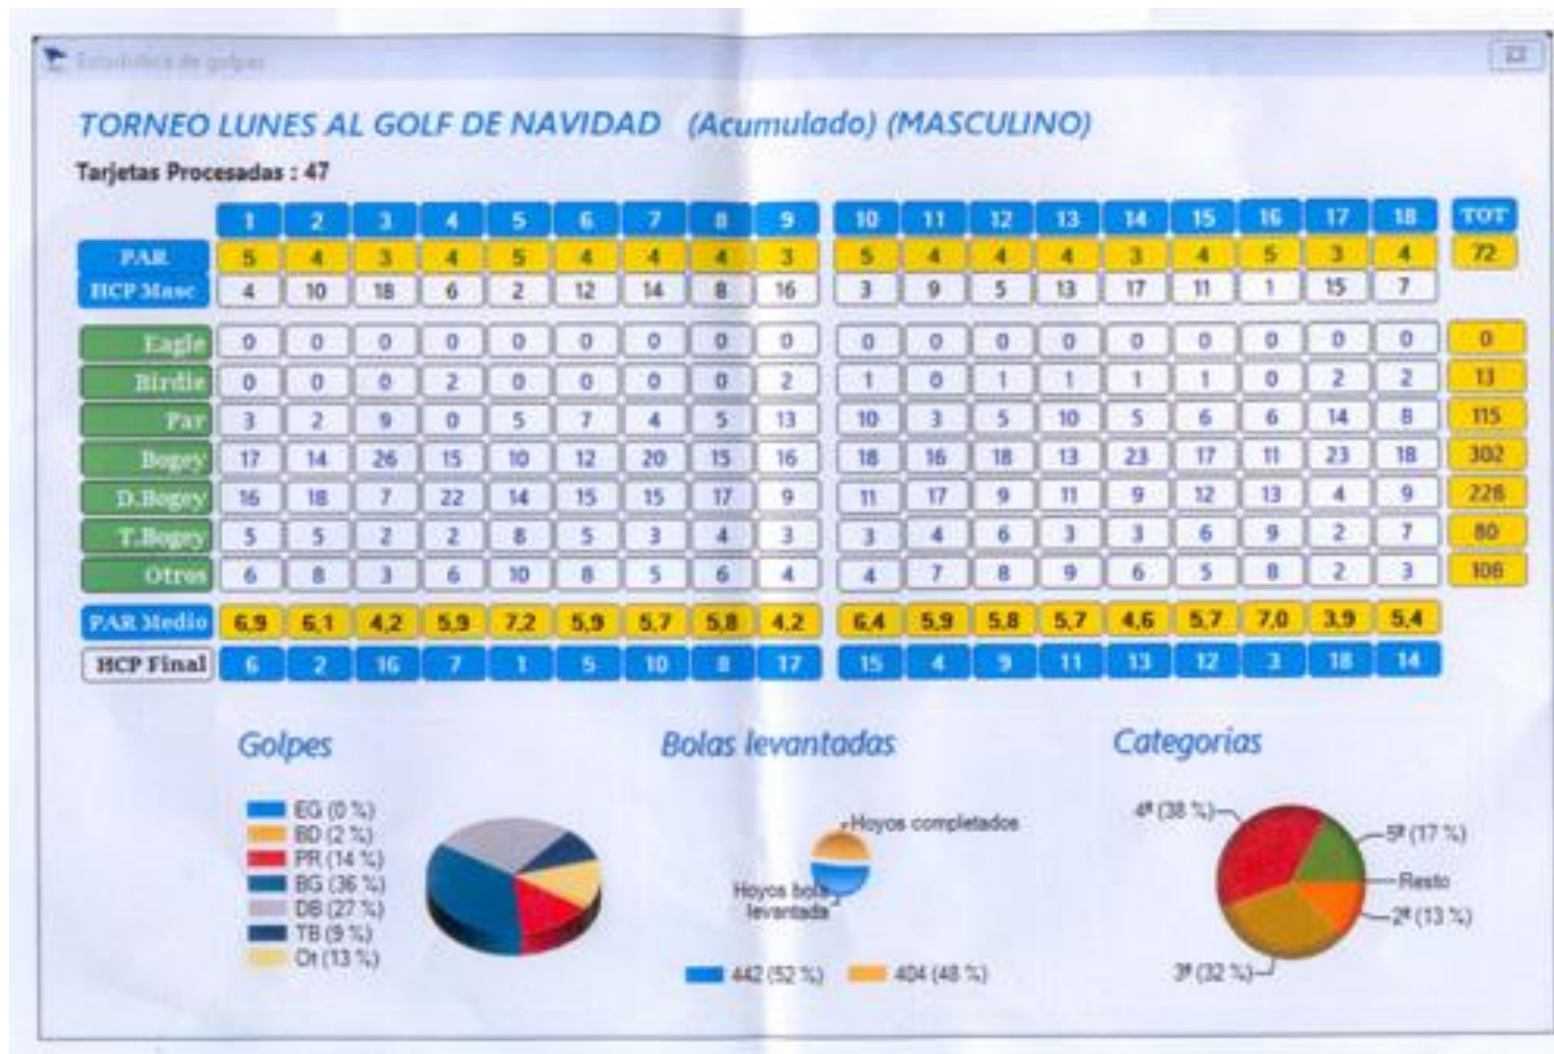 Estadistica de golpes
TORNEO LUNES AL GOLF DE NAVIDAD (Acumulado) (MASCULINO)
Tarjetas Procesadas : 47
1 2 3 4 5 6 7 8 9 10 11 12 13 14 15 16 17 18 TOT
PAR 5 4 3 4 5 4 4 4 3 5 4 4 4 3 4 5 3 4 72
HCP Masc 4 10 18 6 2 12 14 8 16 3 9 5 13 17 11 1 15 7
Eagle 0 0 0 0 0 0 0 0 0 0 0 0 0 0 0 0 0 0 0
Birdie 0 0 0 2 0 0 0 0 2 1 0 1 1 1 1 0 2 2 13
Par 3 2 9 0 5 7 4 5 13 10 3 5 10 5 6 6 14 8 115
Bogey 17 14 26 15 10 12 20 15 16 18 16 18 13 23 17 11 23 18 302
D.Bogey 16 18 7 22 14 15 15 17 9 11 17 9 11 9 12 13 4 9 228
T.Bogey 5 5 2 2 8 5 3 4 3 3 4 6 3 3 6 9 2 7 80
Otros 6 8 3 6 10 8 5 6 4 4 7 8 9 6 5 8 2 3 108
PAR Medio 6,9 6,1 4,2 5,9 7,2 5,9 5,7 5,8 4,2 6,4 5,9 5,8 5,7 4,6 5,7 7,0 3,9 5,4
HCP Final 6 2 16 7 1 5 10 8 17 15 4 9 11 13 12 3 18 14
Golpes Bolas levantadas Categorias
EG (0 %)
BD (2 %)
PR (14 %)
BG (36 %)
DB (27 %)
TB (9 %)
Ot (13 %)
Hoyos completados
Hoyos bola
levantada
442 (52 %) 404 (48 %)
4ª (38 %)
5ª (17 %)
Resto
2ª (13 %)
3ª (32 %)